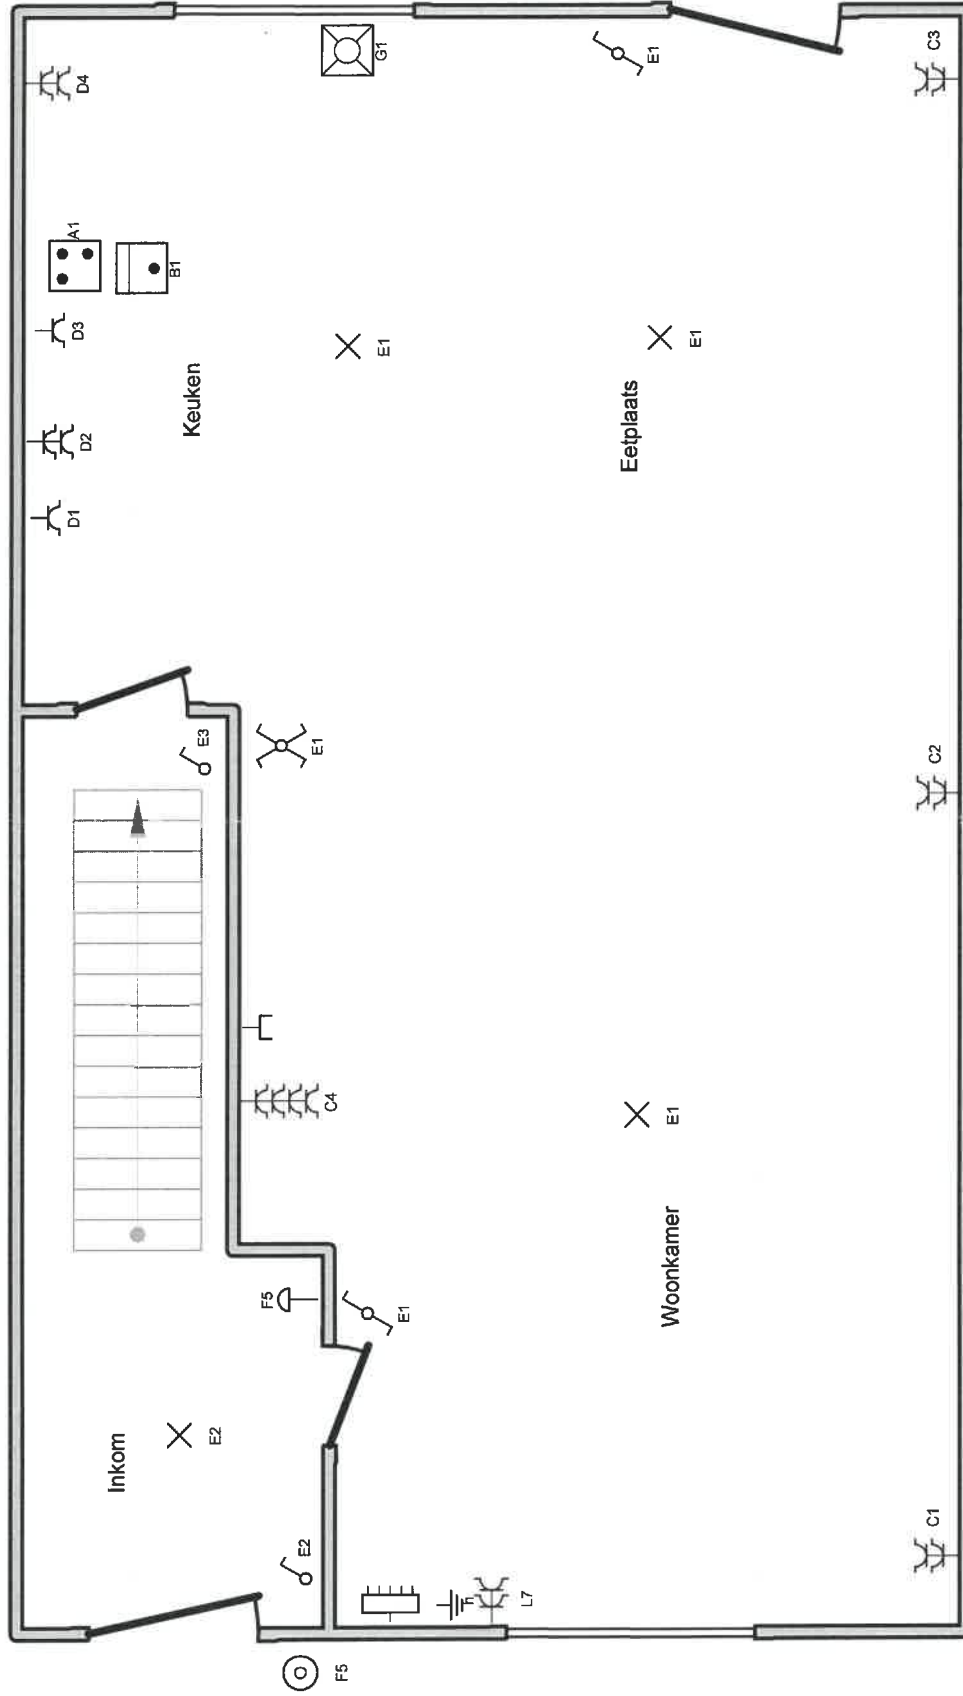 D4
G1
E1
C3
A1
B1
D3
Keuken
E1
E1
D2
Eetplaats
D1
E3
E1
C2
C4
E1
Woonkamer
F5
E1
Inkom
E2
E2
C1
h
L7
F5